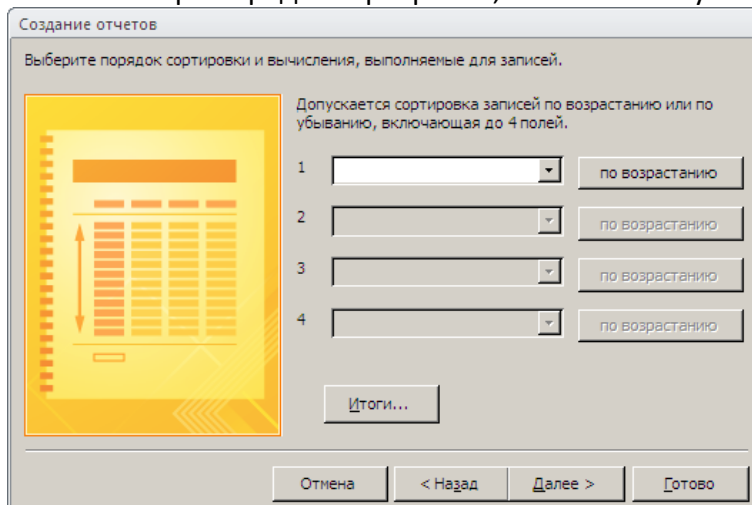 Создание отчетов
Выберите порядок сортировки и вычисления, выполняемые для записей.
Допускается сортировка записей по возрастанию или по
убыванию, включающая до 4 полей.
1 по возрастанию
2 по возрастанию
3 по возрастанию
4 по возрастанию
Итоги...
Отмена < Назад Далее > Готово